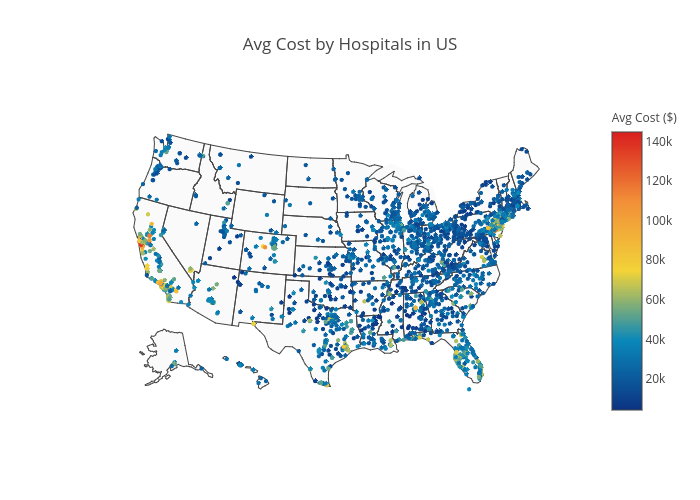 Avg Cost by Hospitals in US
Avg Cost ($)
140k
120k
100k
80k
60k
40k
20k